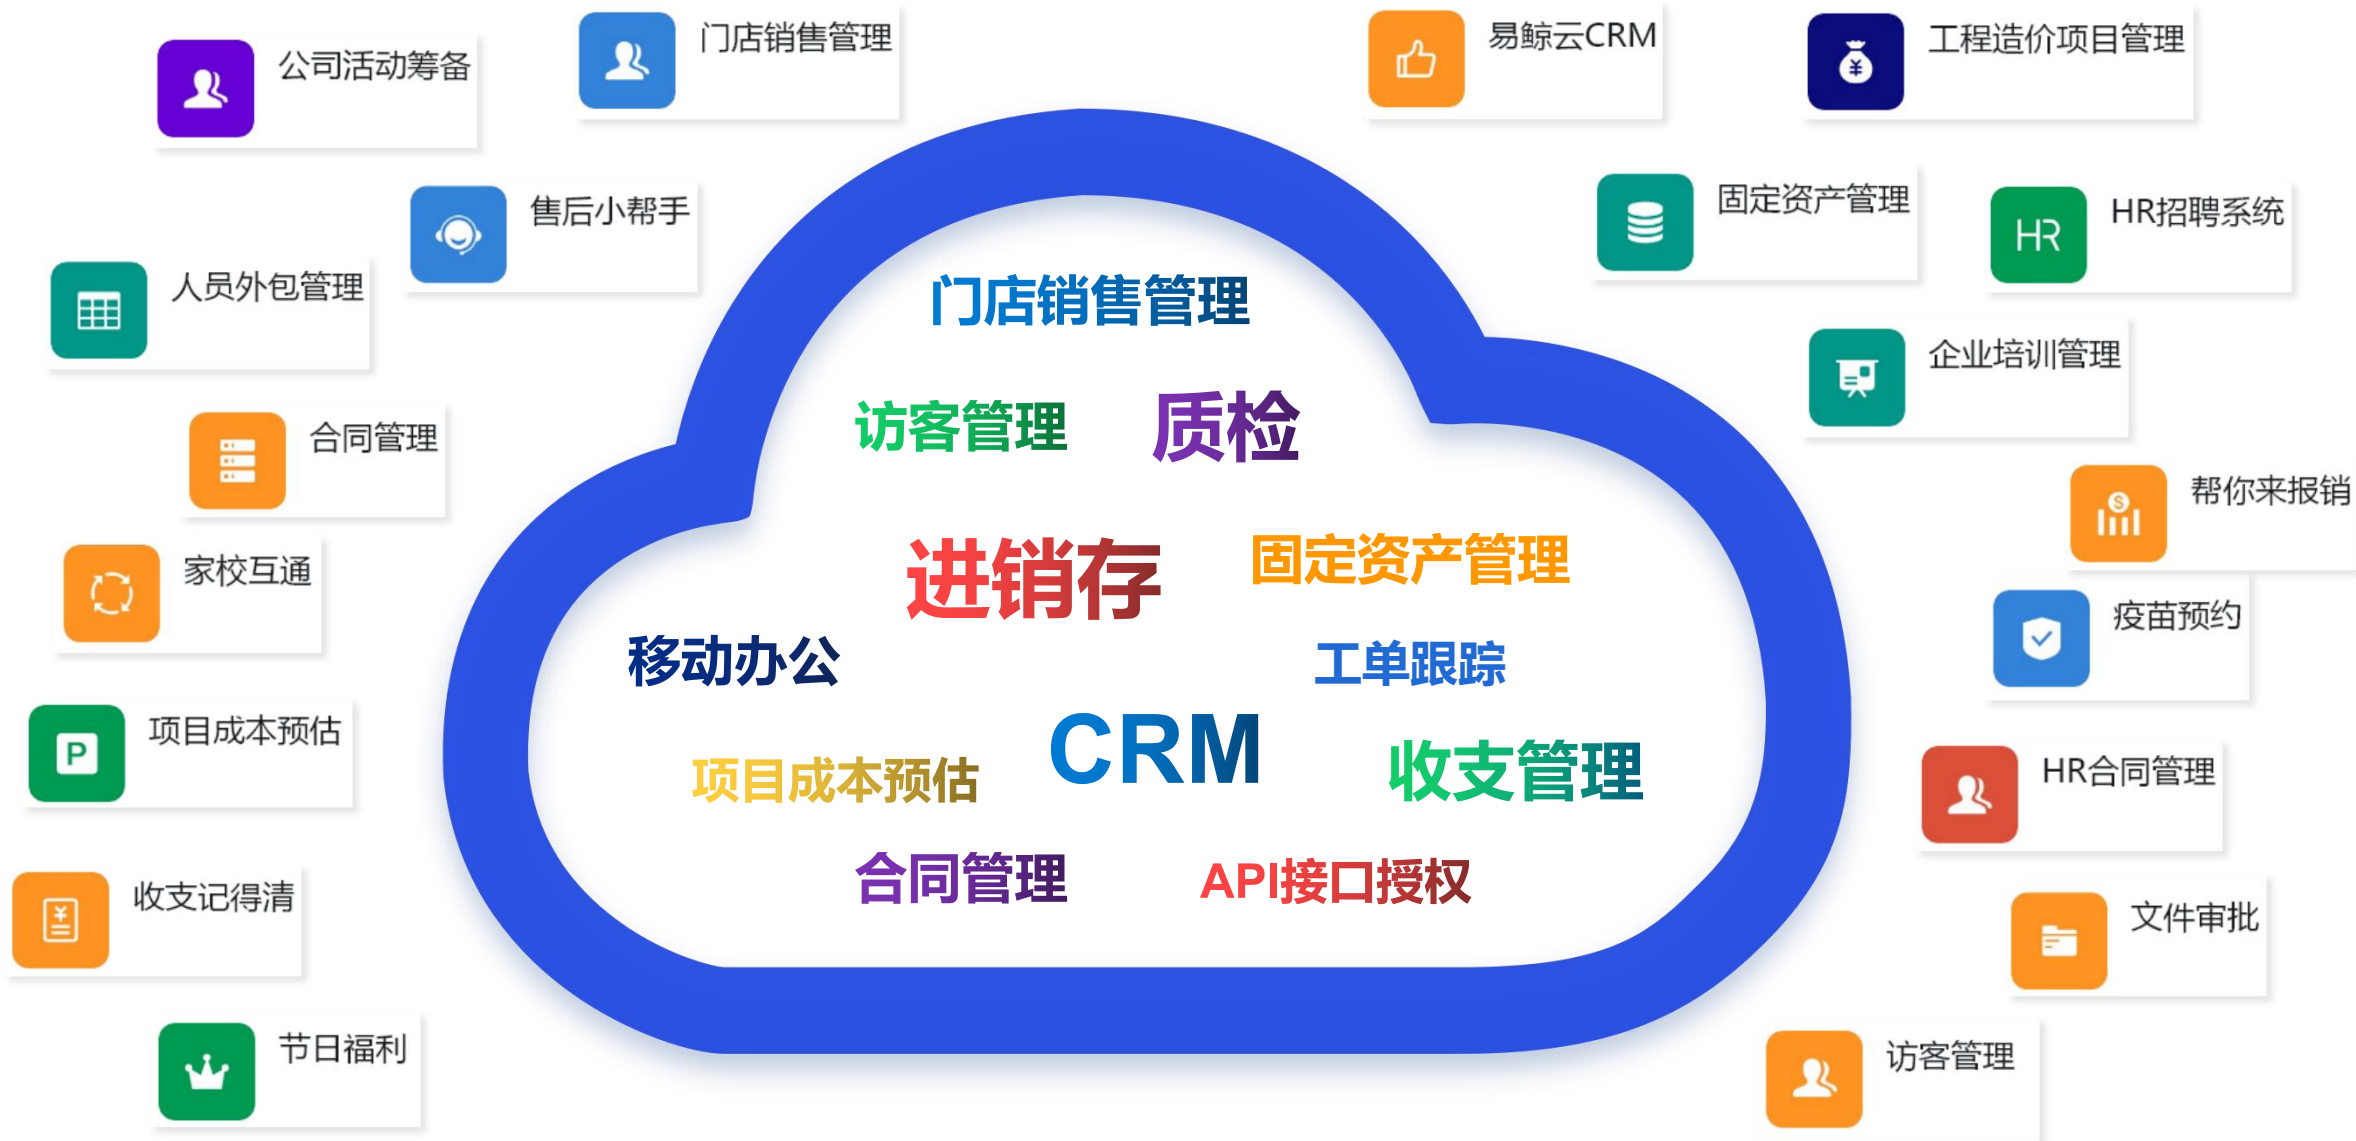 公司活动筹备
门店销售管理
易鲸云CRM
工程造价项目管理
售后小帮手
固定资产管理
HR招聘系统
人员外包管理
门店销售管理
企业培训管理
访客管理
质检
合同管理
帮你来报销
进销存
固定资产管理
家校互通
疫苗预约
移动办公
工单跟踪
项目成本预估
P
CRM
收支管理
项目成本预估
HR合同管理
合同管理
API接口授权
收支记得清
文件审批
节日福利
访客管理
HR